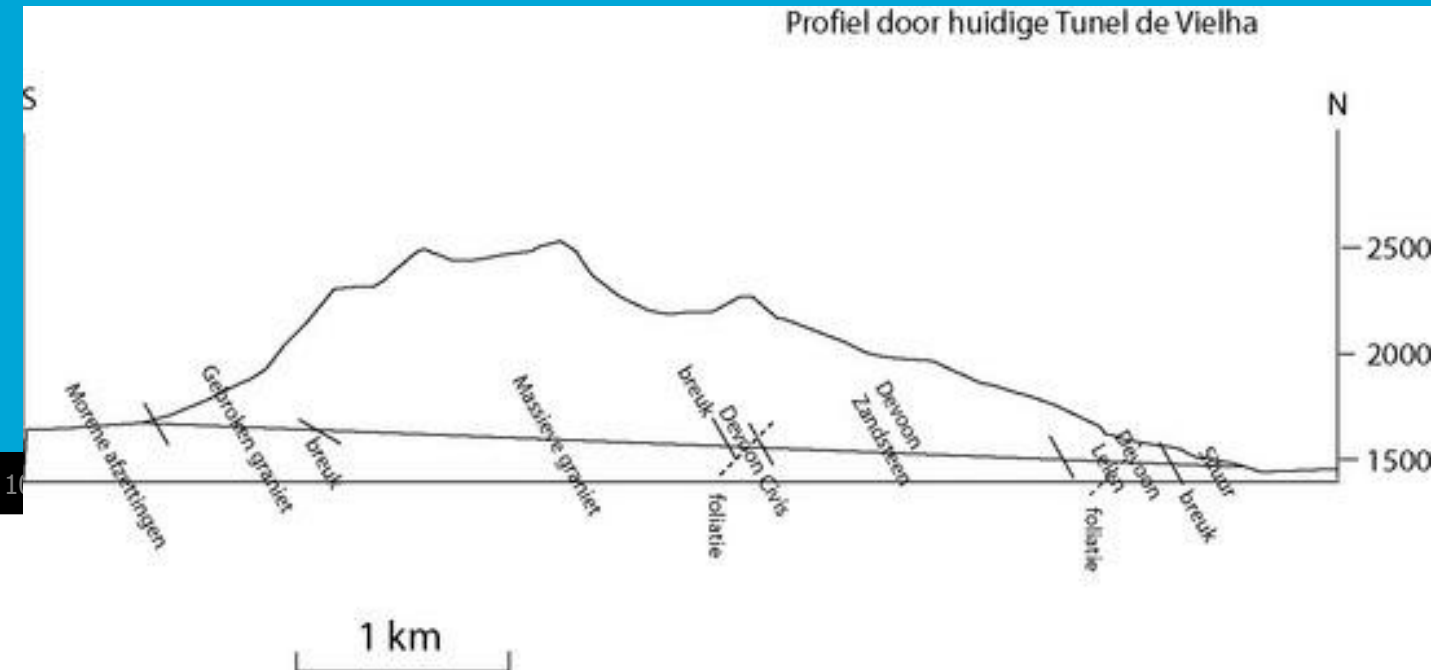 Profiel door huidige Tunel de Vielha
S
N
2500
2000
1500
Morene afzettingen
Gebroken graniet
breuk
Massieve graniet
breuk
Devoon Civis
foliatie
Devoon
Zandsteen
Devoon
Leien
foliatie
breuk
Siluur
1 km